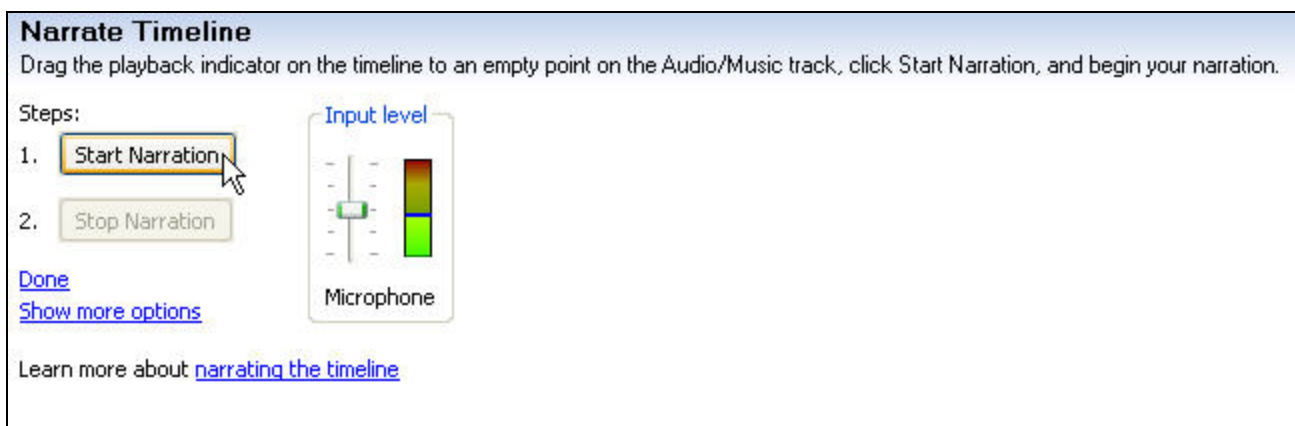 Narrate Timeline
Drag the playback indicator on the timeline to an empty point on the Audio/Music track, click Start Narration, and begin your narration.
Steps:
1. Start Narration
2. Stop Narration
Done
Show more options
Input level
Microphone
Learn more about narrating the timeline